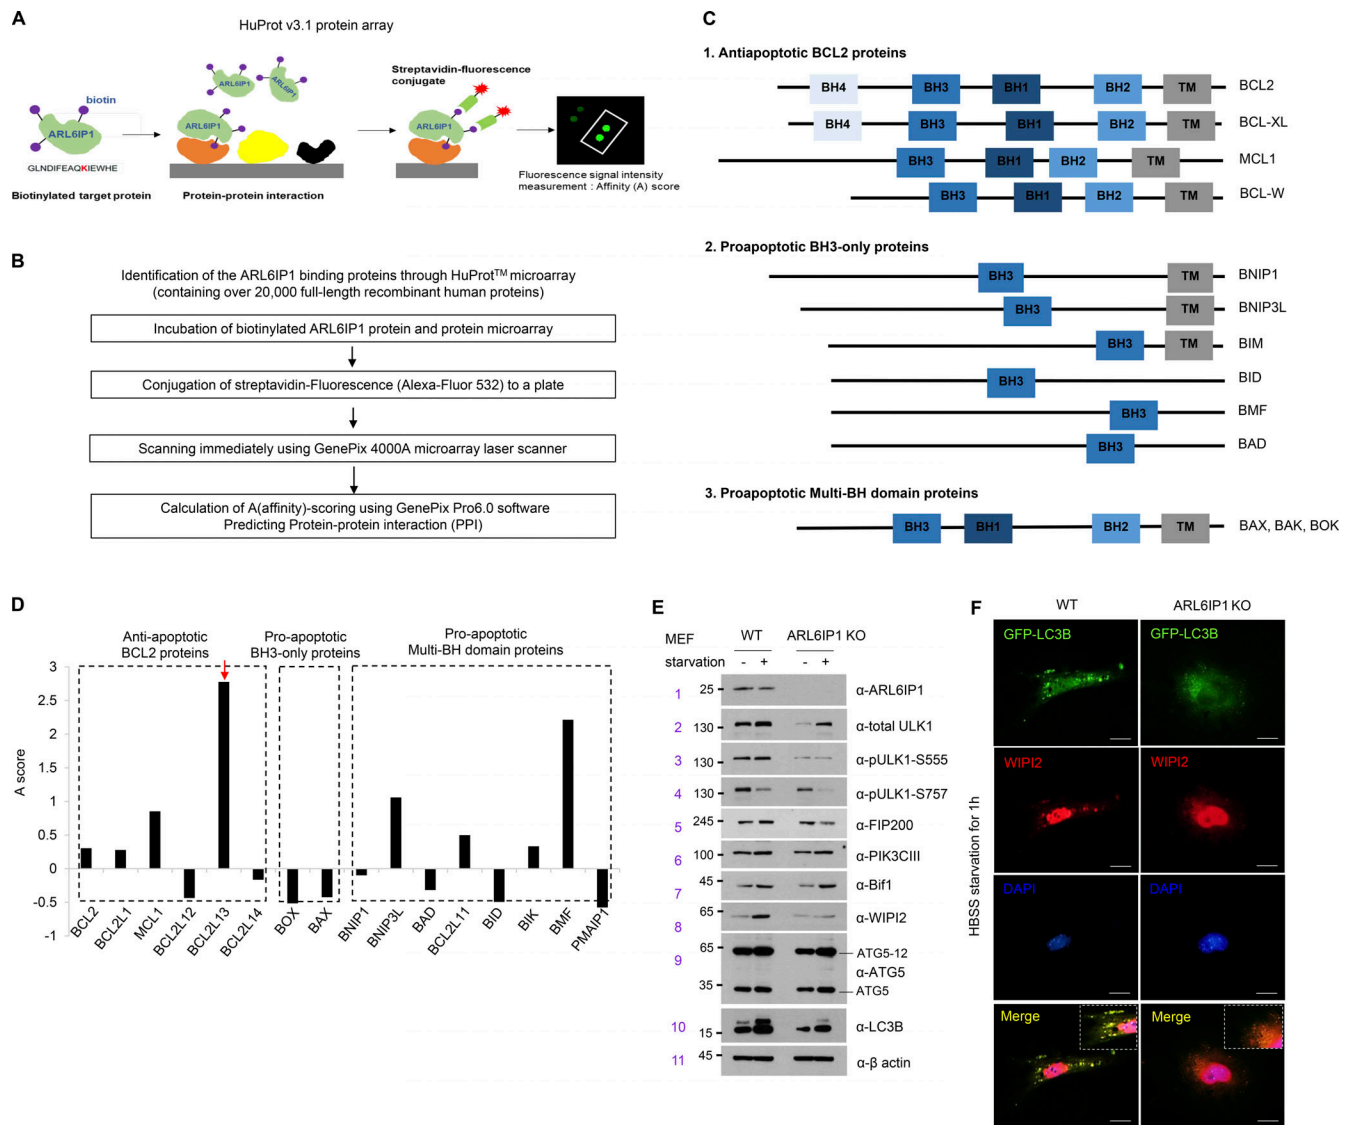 A
HuProt v3.1 protein array
biotin
ARL6IP1
GLNDIFEAQKIEWHE
Biotinylated target protein
ARL6IP1
ARL6IP1
ARL6IP1
Protein-protein interaction
Streptavidin-fluorescence
conjugate
ARL6IP1
Fluorescence signal intensity
measurement : Affinity (A) score
B
Identification of the ARL6IP1 binding proteins through HuProt™ microarray
(containing over 20,000 full-length recombinant human proteins)
Incubation of biotinylated ARL6IP1 protein and protein microarray
Conjugation of streptavidin-Fluorescence (Alexa-Fluor 532) to a plate
Scanning immediately using GenePix 4000A microarray laser scanner
Calculation of A(affinity)-scoring using GenePix Pro6.0 software
Predicting Protein-protein interaction (PPI)
C
1. Antiapoptotic BCL2 proteins
BH4 BH3 BH1 BH2 TM BCL2
BH4 BH3 BH1 BH2 TM BCL-XL
BH3 BH1 BH2 TM MCL1
BH3 BH1 BH2 TM BCL-W
2. Proapoptotic BH3-only proteins
BH3 TM BNIP1
BH3 TM BNIP3L
BH3 TM BIM
BH3 BID
BH3 BMF
BH3 BAD
3. Proapoptotic Multi-BH domain proteins
BH3 BH1 BH2 TM BAX, BAK, BOK
D
Anti-apoptotic
BCL2 proteins
Pro-apoptotic
BH3-only proteins
Pro-apoptotic
Multi-BH domain proteins
A score
3
2.5
2
1.5
1
0.5
0
-0.5
-1
BCL2
BCL2L1
MCL1
BCL2L12
BCL2L13
BCL2L14
BOX
BAX
BNIP1
BNIP3L
BAD
BCL2L11
BID
BIK
BMF
PMAIP1
E
MEF WT ARL6IP1 KO
starvation - + - +
1 25 α-ARL6IP1
2 130 α-total ULK1
3 130 α-pULK1-S555
4 130 α-pULK1-S757
5 245 α-FIP200
6 100 α-PIK3CIII
7 45 α-Bif1
8 65 α-WIPI2
9 65 ATG5-12
α-ATG5
35 ATG5
10 15 α-LC3B
11 45 α-β actin
F
WT ARL6IP1 KO
HBSS starvation for 1h
GFP-LC3B GFP-LC3B
WIPI2 WIPI2
DAPI DAPI
Merge Merge